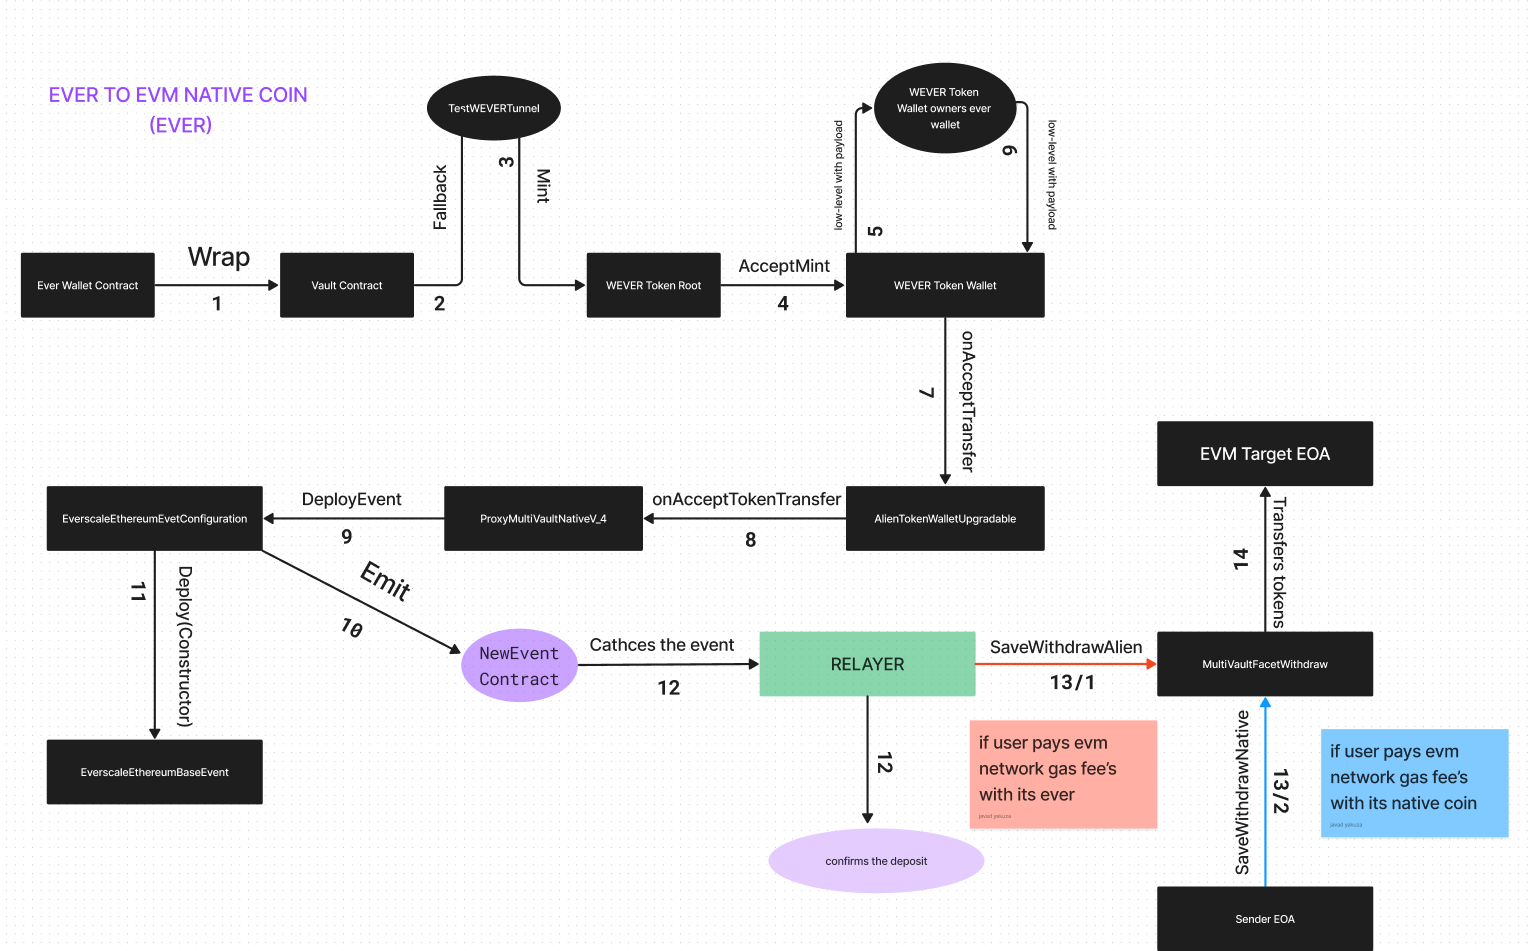 EVER TO EVM NATIVE COIN
(EVER)
TestWEVERTunnel
WEVER Token
Wallet owners ever
wallet
low-level with payload
5
6
low-level with payload
Fallback
3
Mint
Ever Wallet Contract
Wrap
1
Vault Contract
2
WEVER Token Root
AcceptMint
4
WEVER Token Wallet
7
onAcceptTransfer
EverscaleEthereumEvetConfiguration
DeployEvent
9
ProxyMultiVaultNativeV_4
onAcceptTokenTransfer
8
AlienTokenWalletUpgradable
EVM Target EOA
14
Transfers tokens
11
Deploy(Constructor)
Emit
10
NewEvent
Contract
Cathces the event
12
RELAYER
SaveWithdrawAlien
13/1
MultiVaultFacetWithdraw
EverscaleEthereumBaseEvent
12
confirms the deposit
if user pays evm
network gas fee's
with its ever
javad yakuza
SaveWithdrawNative
13/2
if user pays evm
network gas fee's
with its native coin
javad yakuza
Sender EOA